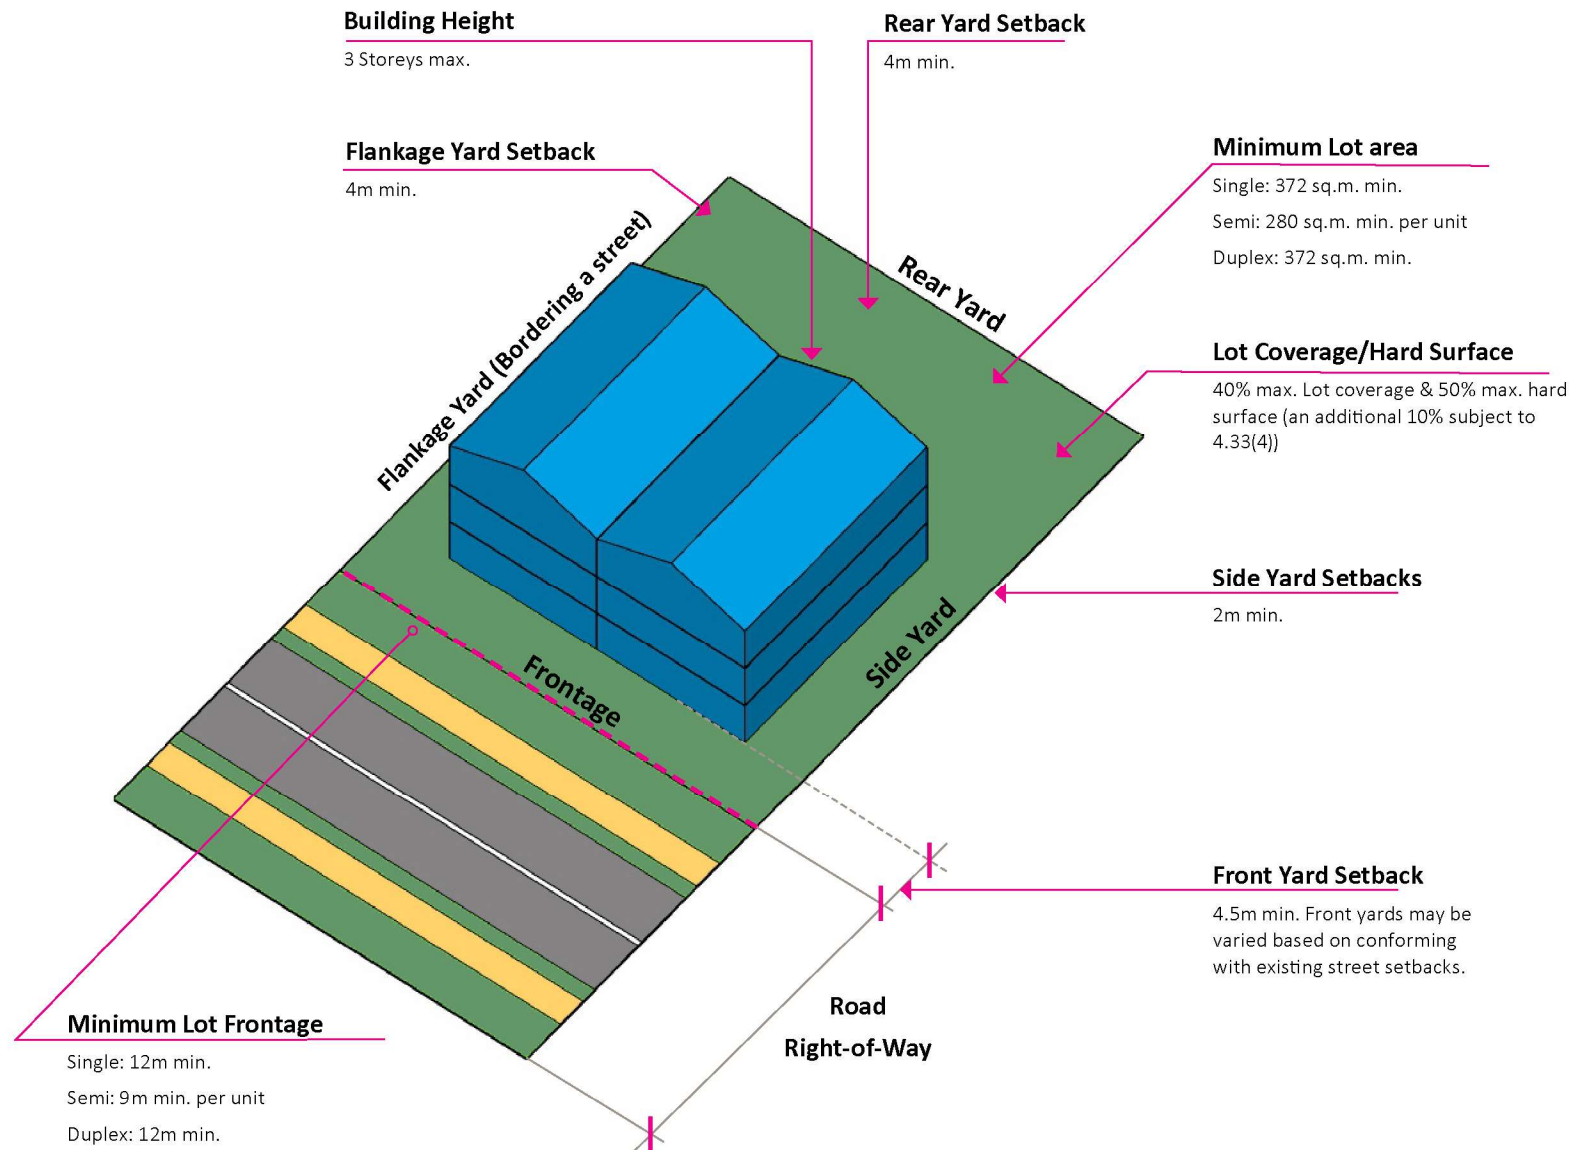 Building Height
3 Storeys max.
Rear Yard Setback
4m min.
Flankage Yard Setback
4m min.
Minimum Lot area
Single: 372 sq.m. min.
Semi: 280 sq.m. min. per unit
Duplex: 372 sq.m. min.
Flankage Yard (Bordering a street)
Rear Yard
Lot Coverage/Hard Surface
40% max. Lot coverage & 50% max. hard
surface (an additional 10% subject to
4.33(4))
Side Yard Setbacks
2m min.
Side Yard
Frontage
Front Yard Setback
4.5m min. Front yards may be
varied based on conforming
with existing street setbacks.
Road
Right-of-Way
Minimum Lot Frontage
Single: 12m min.
Semi: 9m min. per unit
Duplex: 12m min.